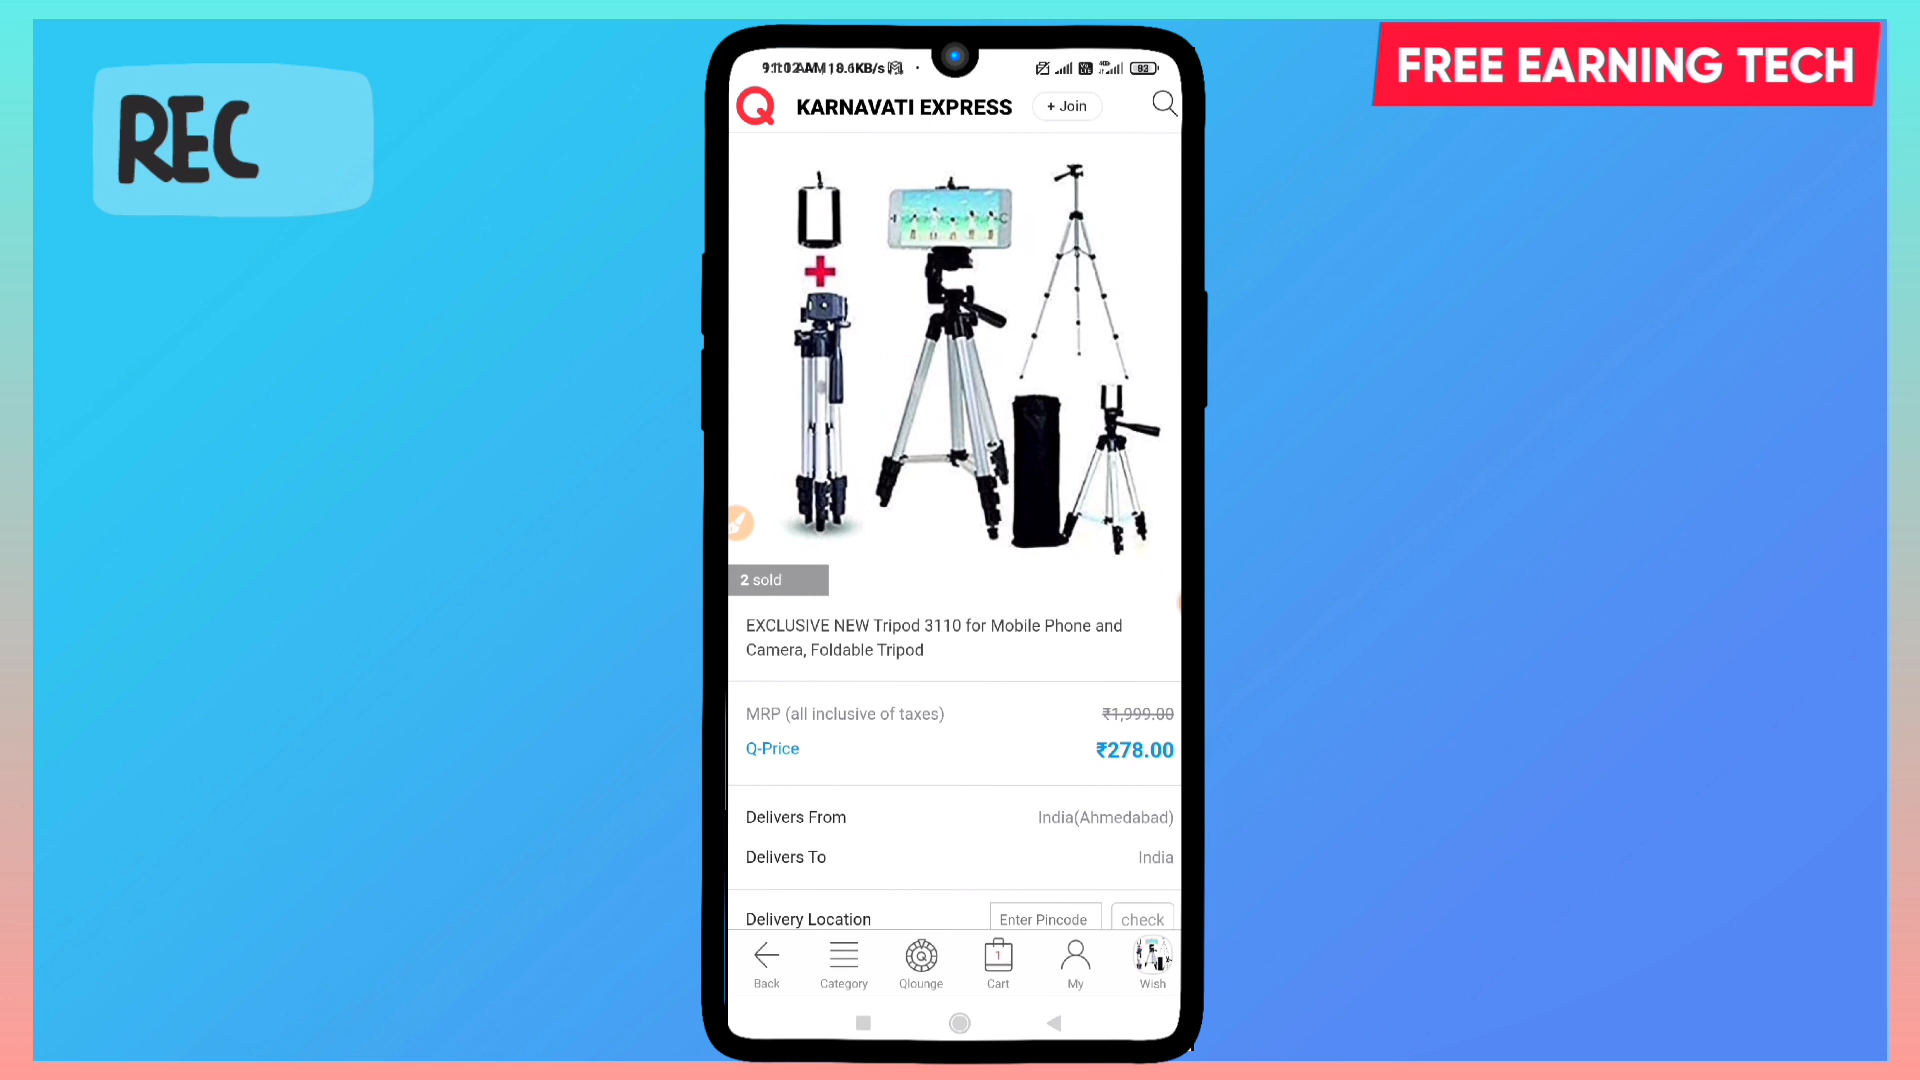 REC
FREE EARNING TECH
KARNAVATI EXPRESS
+ Join
2 sold
EXCLUSIVE NEW Tripod 3110 for Mobile Phone and
Camera, Foldable Tripod
MRP (all inclusive of taxes) ₹1,999.00
Q-Price ₹278.00
Delivers From India(Ahmedabad)
Delivers To India
Delivery Location Enter Pincode check
1
Back Category Qlounge Cart My Wish